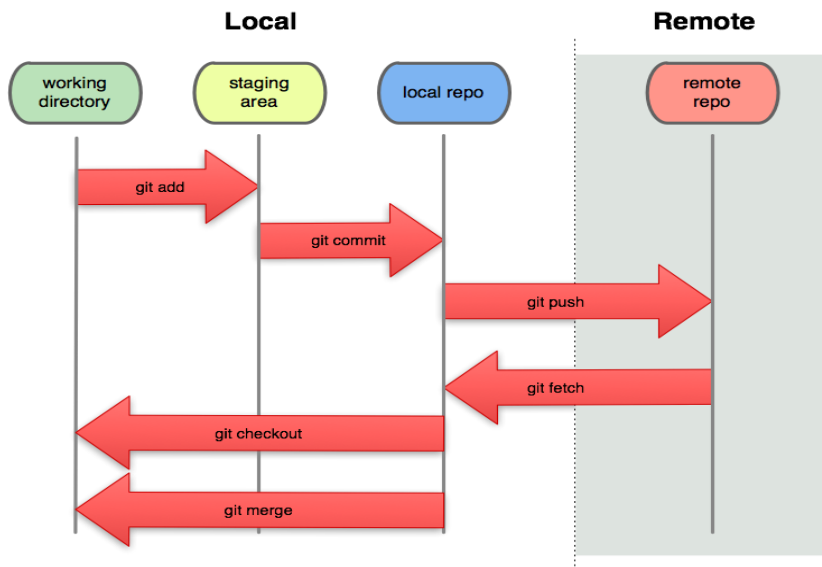 Local
Remote
working
directory
staging
area
local repo
remote
repo
git add
git commit
git push
git fetch
git checkout
git merge